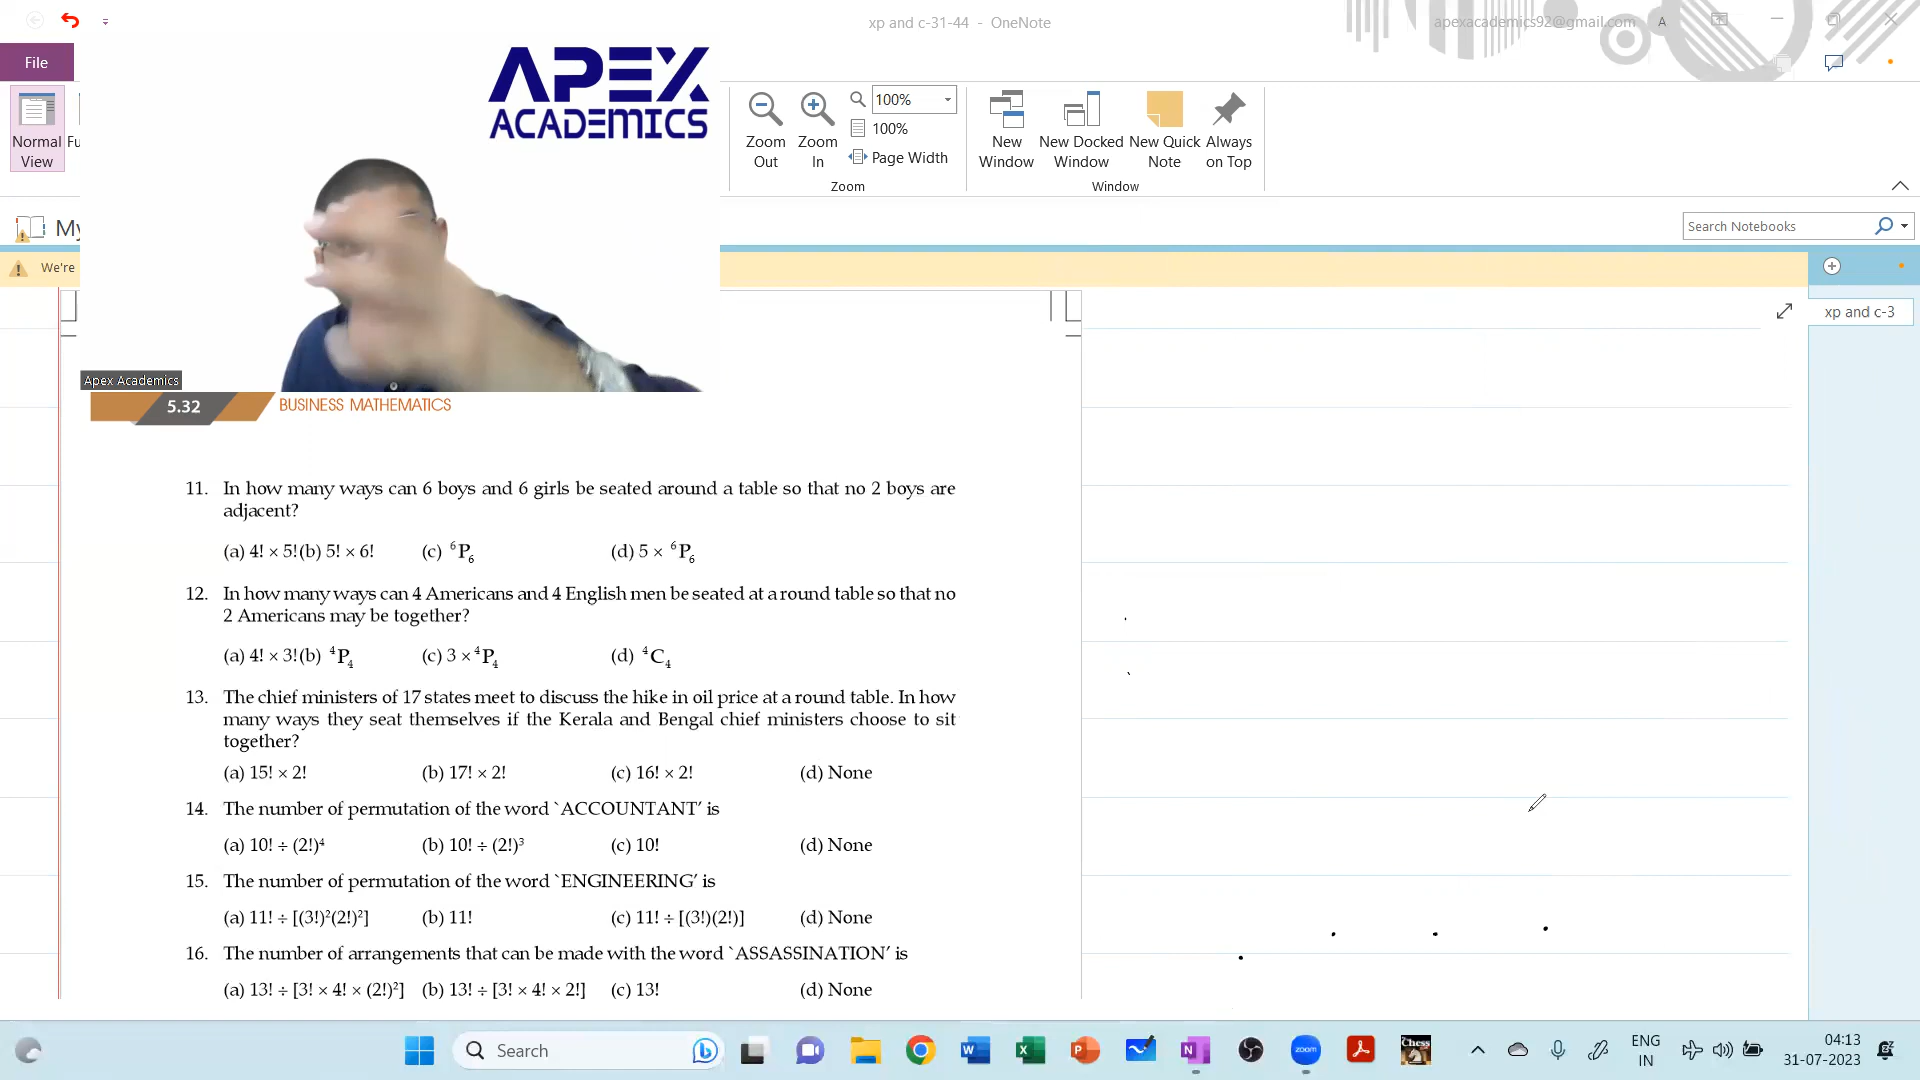 xp and c-31-44 - OneNote
apexacademics92@gmail.com A
File
APEX
ACADEMICS
Normal View
Fu
Zoom Out
Zoom In
100%
100%
Page Width
New Window
New Docked Window
New Quick Note
Always on Top
Zoom
Window
My
Search Notebooks
We're
xp and c-3
Apex Academics
5.32 BUSINESS MATHEMATICS
11. In how many ways can 6 boys and 6 girls be seated around a table so that no 2 boys are
adjacent?
(a) 4! × 5!(b) 5! × 6! (c) ⁶P₆ (d) 5 × ⁶P₆
12. In how many ways can 4 Americans and 4 English men be seated at a round table so that no
2 Americans may be together?
(a) 4! × 3!(b) ⁴P₄ (c) 3 × ⁴P₄ (d) ⁴C₄
13. The chief ministers of 17 states meet to discuss the hike in oil price at a round table. In how
many ways they seat themselves if the Kerala and Bengal chief ministers choose to sit
together?
(a) 15! × 2! (b) 17! × 2! (c) 16! × 2! (d) None
14. The number of permutation of the word `ACCOUNTANT' is
(a) 10! ÷ (2!)⁴ (b) 10! ÷ (2!)³ (c) 10! (d) None
15. The number of permutation of the word `ENGINEERING' is
(a) 11! ÷ [(3!)²(2!)²] (b) 11! (c) 11! ÷ [(3!)(2!)] (d) None
16. The number of arrangements that can be made with the word `ASSASSINATION' is
(a) 13! ÷ [3! × 4! × (2!)²] (b) 13! ÷ [3! × 4! × 2!] (c) 13! (d) None
Search
zoom
Chess
ENG
IN
04:13
31-07-2023